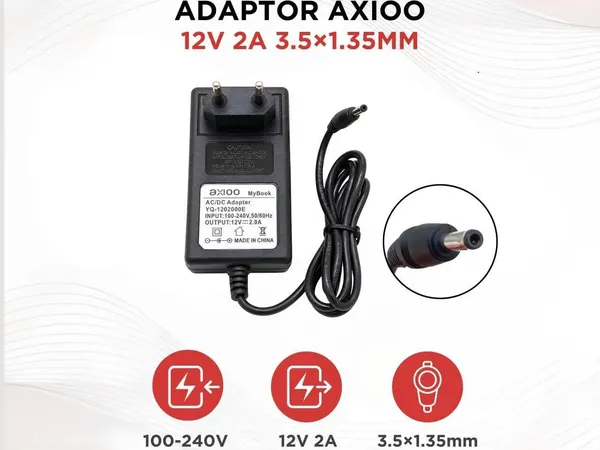 ADAPTOR AXIOO
12V 2A 3.5×1.35MM
CAUTION
axioo MyBook
AC/DC Adapter
YQ-1202000E
INPUT:100-240V,50/60Hz
OUTPUT:12V⎓2.0A
MADE IN CHINA
100-240V
12V 2A
3.5×1.35mm